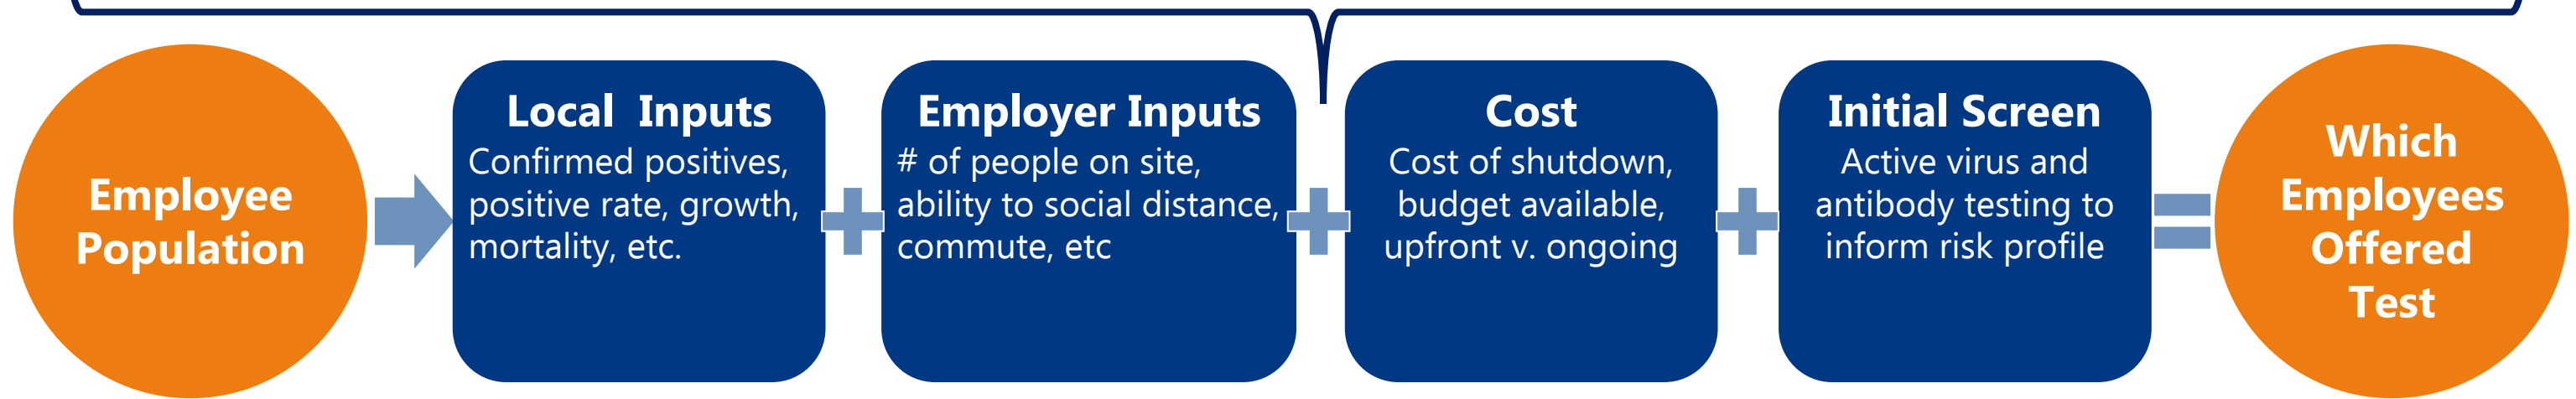 Employee
Population
Local  Inputs
Confirmed positives,
positive rate, growth,
mortality, etc.
Employer Inputs
# of people on site,
ability to social distance,
commute, etc
Cost
Cost of shutdown,
budget available,
upfront v. ongoing
Initial Screen
Active virus and
antibody testing to
inform risk profile
Which
Employees
Offered
Test